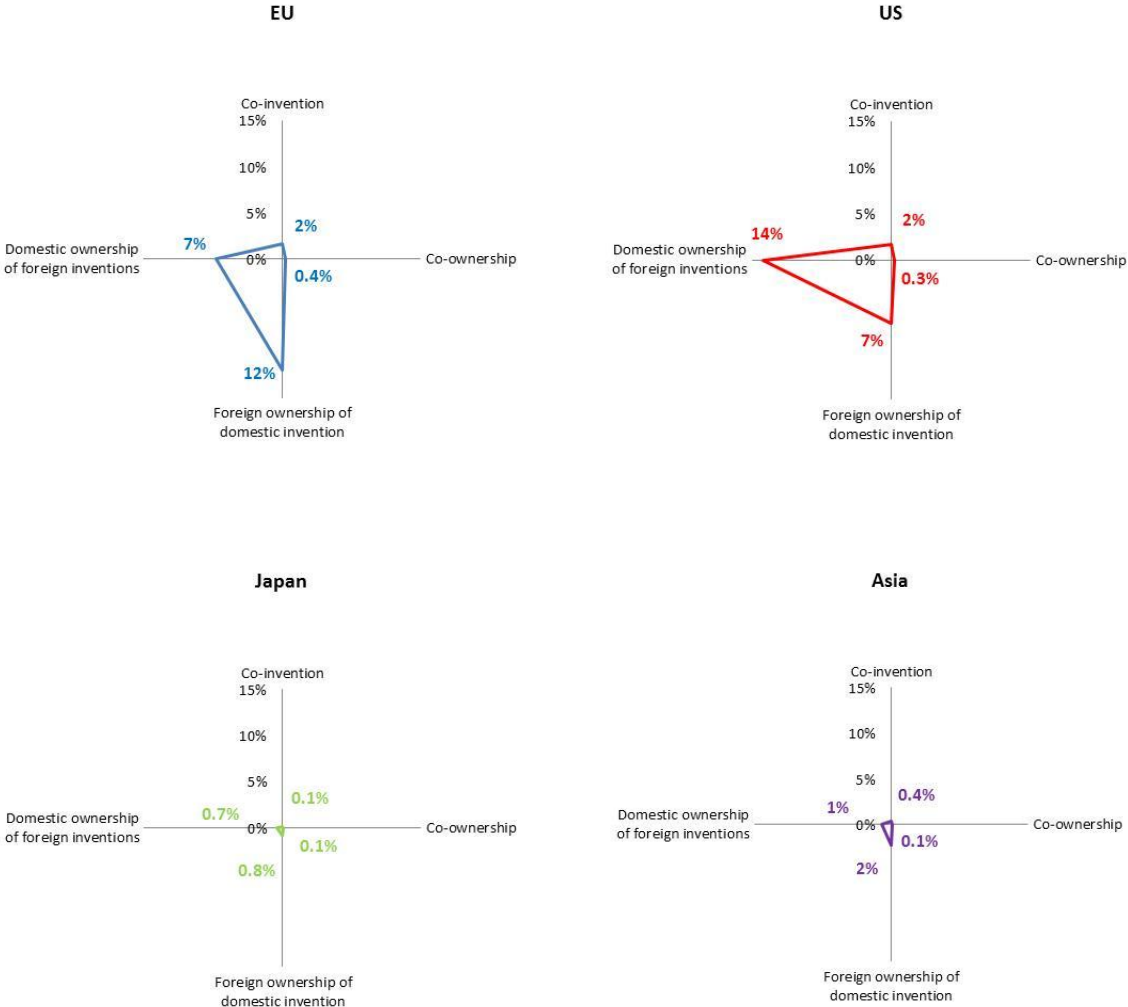 EU
Co-invention
15%
10%
5%
2%
7%
Domestic ownership
of foreign inventions
0%
Co-ownership
0.4%
12%
Foreign ownership of
domestic invention
US
Co-invention
15%
10%
5%
2%
14%
Domestic ownership
of foreign inventions
0%
Co-ownership
0.3%
7%
Foreign ownership of
domestic invention
Japan
Co-invention
15%
10%
5%
0.1%
0.7%
Domestic ownership
of foreign inventions
0%
Co-ownership
0.1%
0.8%
Foreign ownership of
domestic invention
Asia
Co-invention
15%
10%
5%
0.4%
1%
Domestic ownership
of foreign inventions
0%
Co-ownership
0.1%
2%
Foreign ownership of
domestic invention